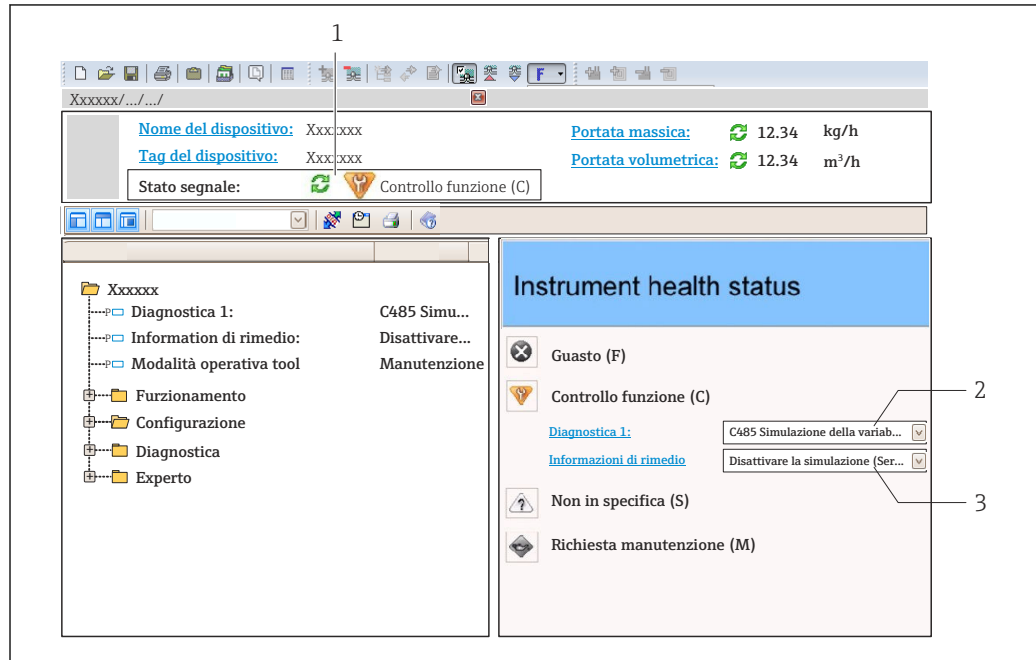 1
F
Xxxxxx/.../.../
Nome del dispositivo: Xxxxxxx
Portata massica: 12.34 kg/h
Tag del dispositivo: Xxxxxxx
Portata volumetrica: 12.34 m³/h
Stato segnale: Controllo funzione (C)
Xxxxxx
P Diagnostica 1: C485 Simu...
P Information di rimedio: Disattivare...
P Modalità operativa tool Manutenzione
Furzionamento
Configurazione
Diagnostica
Experto
Instrument health status
Guasto (F)
Controllo funzione (C)
Diagnostica 1: C485 Simulazione della variab...
2
Informazioni di rimedio Disattivare la simulazione (Ser...
3
Non in specifica (S)
Richiesta manutenzione (M)